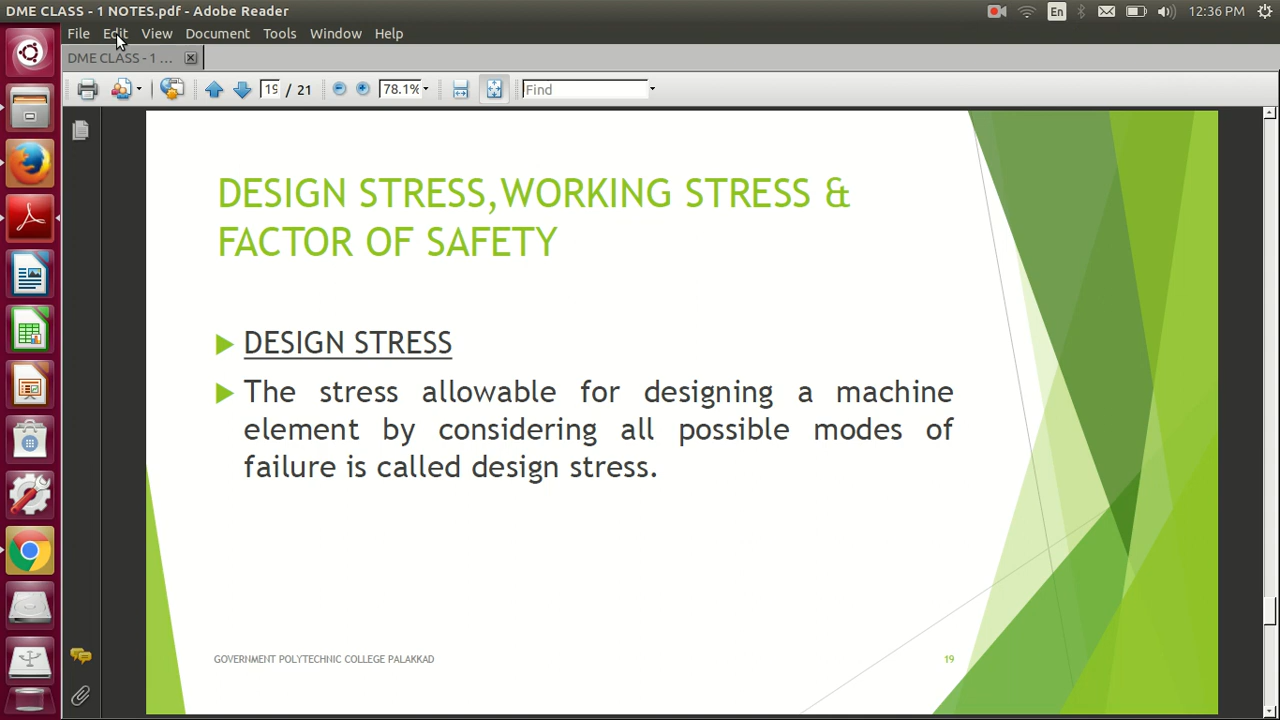 DME CLASS - 1 NOTES.pdf - Adobe Reader
En
12:36 PM
File Edit View Document Tools Window Help
DME CLASS - 1 ...
19 / 21
78.1%
Find
DESIGN STRESS,WORKING STRESS &
FACTOR OF SAFETY
DESIGN STRESS
The stress allowable for designing a machine
element by considering all possible modes of
failure is called design stress.
GOVERNMENT POLYTECHNIC COLLEGE PALAKKAD
19